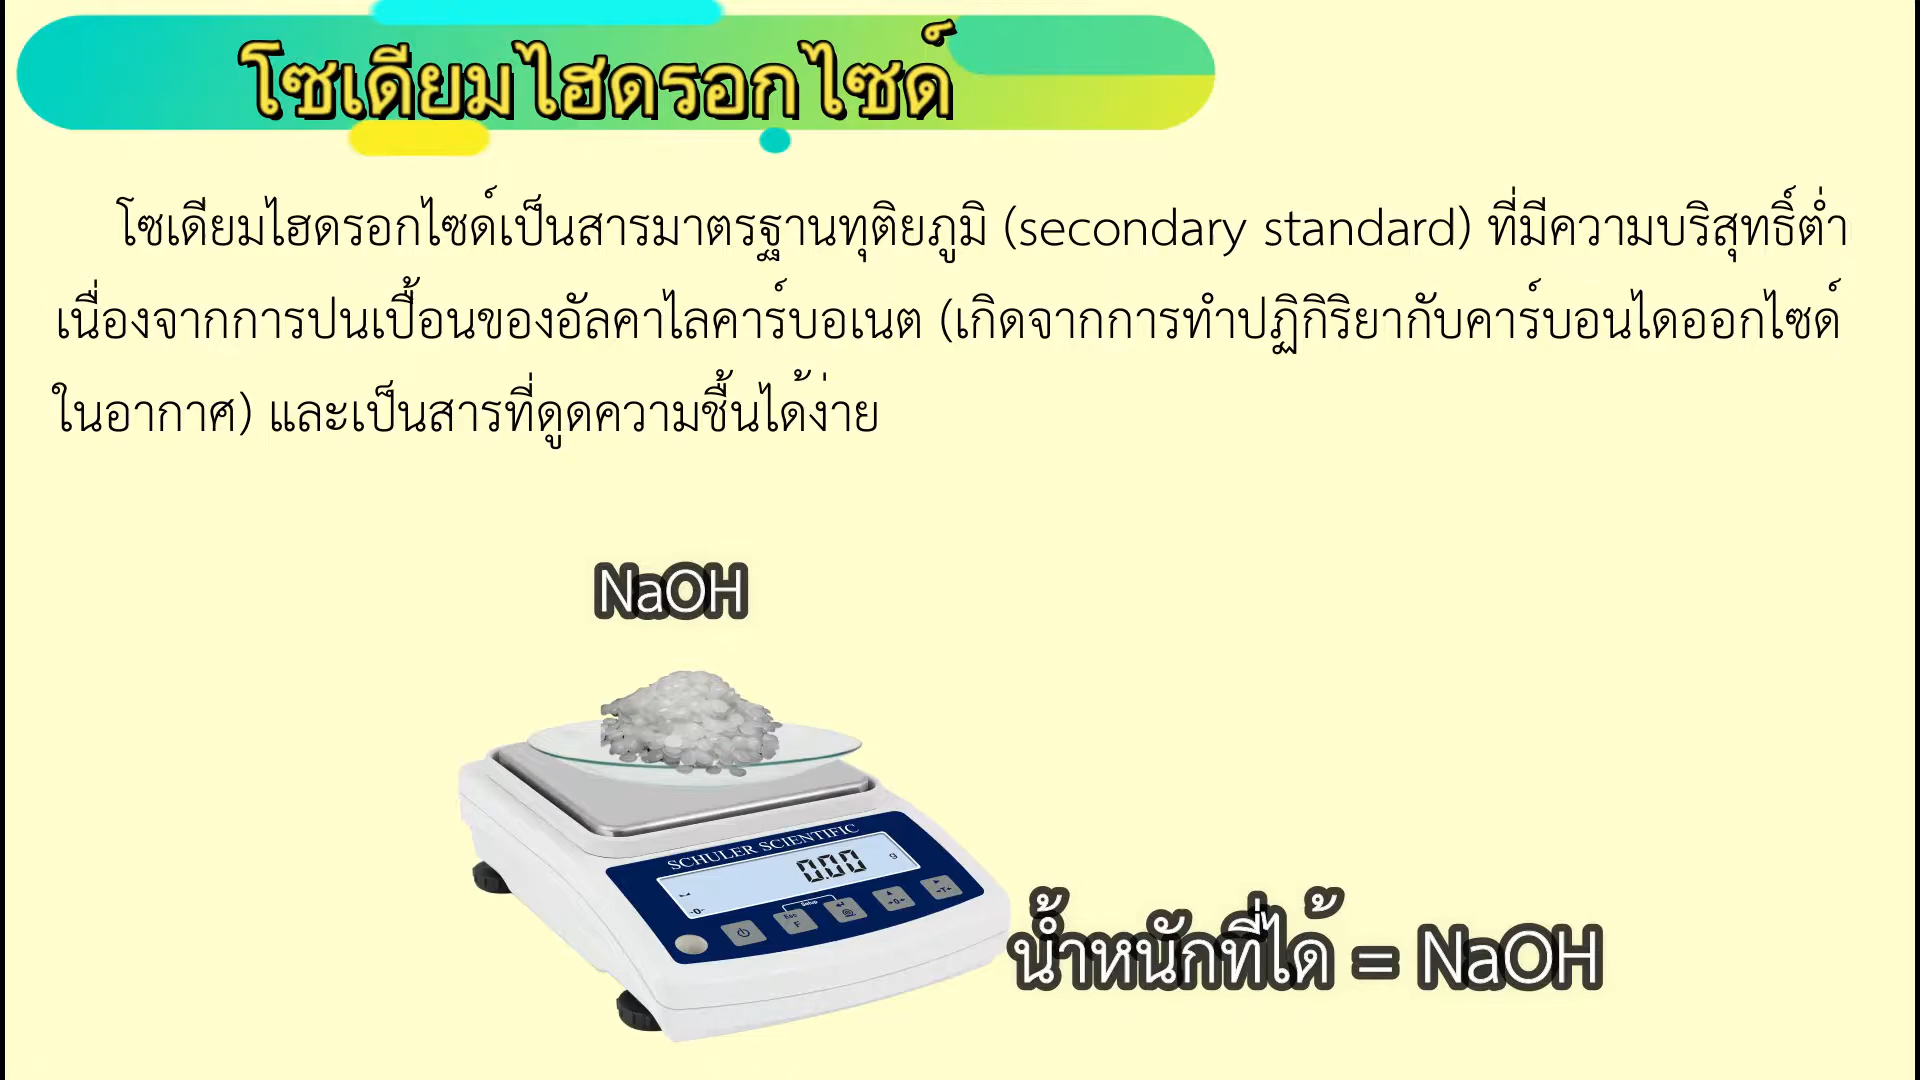 โซเดียมไฮดรอกไซด์
โซเดียมไฮดรอกไซด์เป็นสารมาตรฐานทุติยภูมิ (secondary standard) ที่มีความบริสุทธิ์ต่ำ
เนื่องจากการปนเปื้อนของอัลคาไลคาร์บอเนต (เกิดจากการทำปฏิกิริยากับคาร์บอนไดออกไซด์
ในอากาศ) และเป็นสารที่ดูดความชื้นได้ง่าย
NaOH
SCHULER SCIENTIFIC
0.00 g
-0-
Setup
Esc
F
→0←
→T←
น้ำหนักที่ได้ = NaOH